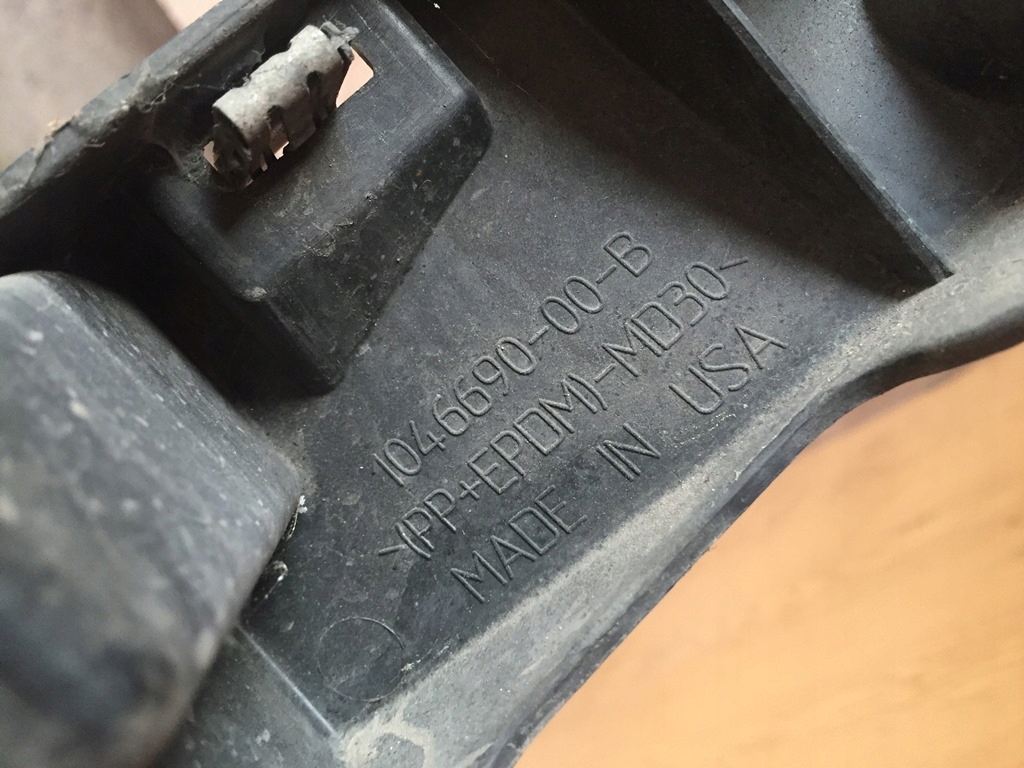 1046690-00-B
>(PP+EPDM)-MD30<
MADE IN USA